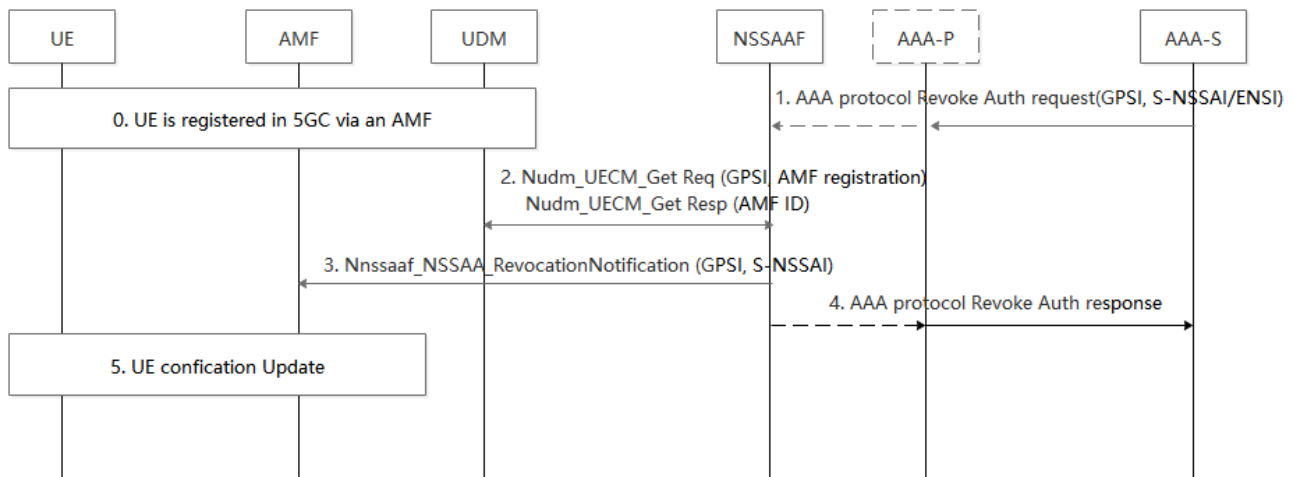 UE
AMF
UDM
NSSAAF
AAA-P
AAA-S
1. AAA protocol Revoke Auth request(GPSI, S-NSSAI/ENSI)
0. UE is registered in 5GC via an AMF
2. Nudm_UECM_Get Req (GPSI, AMF registration)
Nudm_UECM_Get Resp (AMF ID)
3. Nnssaaf_NSSAA_RevocationNotification (GPSI, S-NSSAI)
4. AAA protocol Revoke Auth response
5. UE confication Update